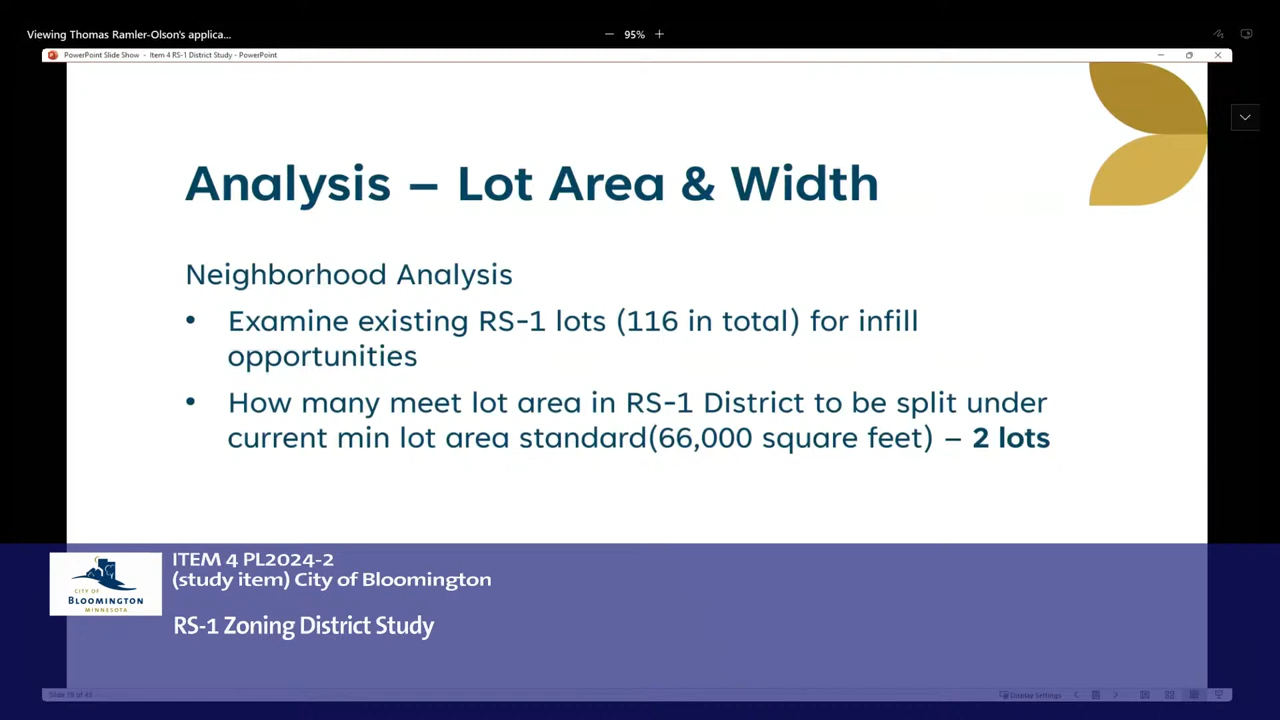 Viewing Thomas Ramler-Olson's applica...
95%
PowerPoint Slide Show - Item 4 RS-1 District Study - PowerPoint
Analysis – Lot Area & Width
Neighborhood Analysis
• Examine existing RS-1 lots (116 in total) for infill
opportunities
• How many meet lot area in RS-1 District to be split under
current min lot area standard(66,000 square feet) – 2 lots
CITY OF
BLOOMINGTON
MINNESOTA
ITEM 4 PL2024-2
(study item) City of Bloomington
RS-1 Zoning District Study
Display Settings